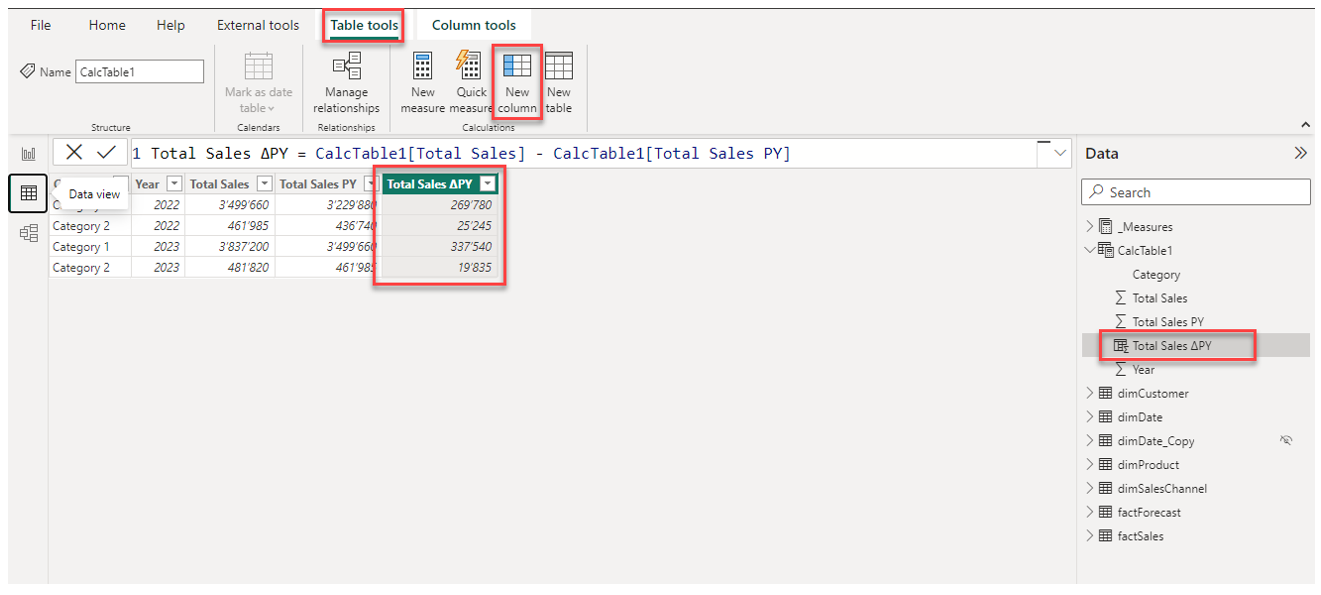 File Home Help External tools Table tools Column tools
Name CalcTable1
Mark as date table
Manage relationships
New measure
Quick measure
New column
New table
Structure Calendars Relationships Calculations
1 Total Sales ΔPY = CalcTable1[Total Sales] - CalcTable1[Total Sales PY]
Data view
Year Total Sales Total Sales PY Total Sales ΔPY
2022 3'499'660 3'229'880 269'780
Category 2 2022 461'985 436'740 25'245
Category 1 2023 3'837'200 3'499'660 337'540
Category 2 2023 481'820 461'985 19'835
Data
Search
_Measures
CalcTable1
Category
Total Sales
Total Sales PY
Total Sales ΔPY
Year
dimCustomer
dimDate
dimDate_Copy
dimProduct
dimSalesChannel
factForecast
factSales